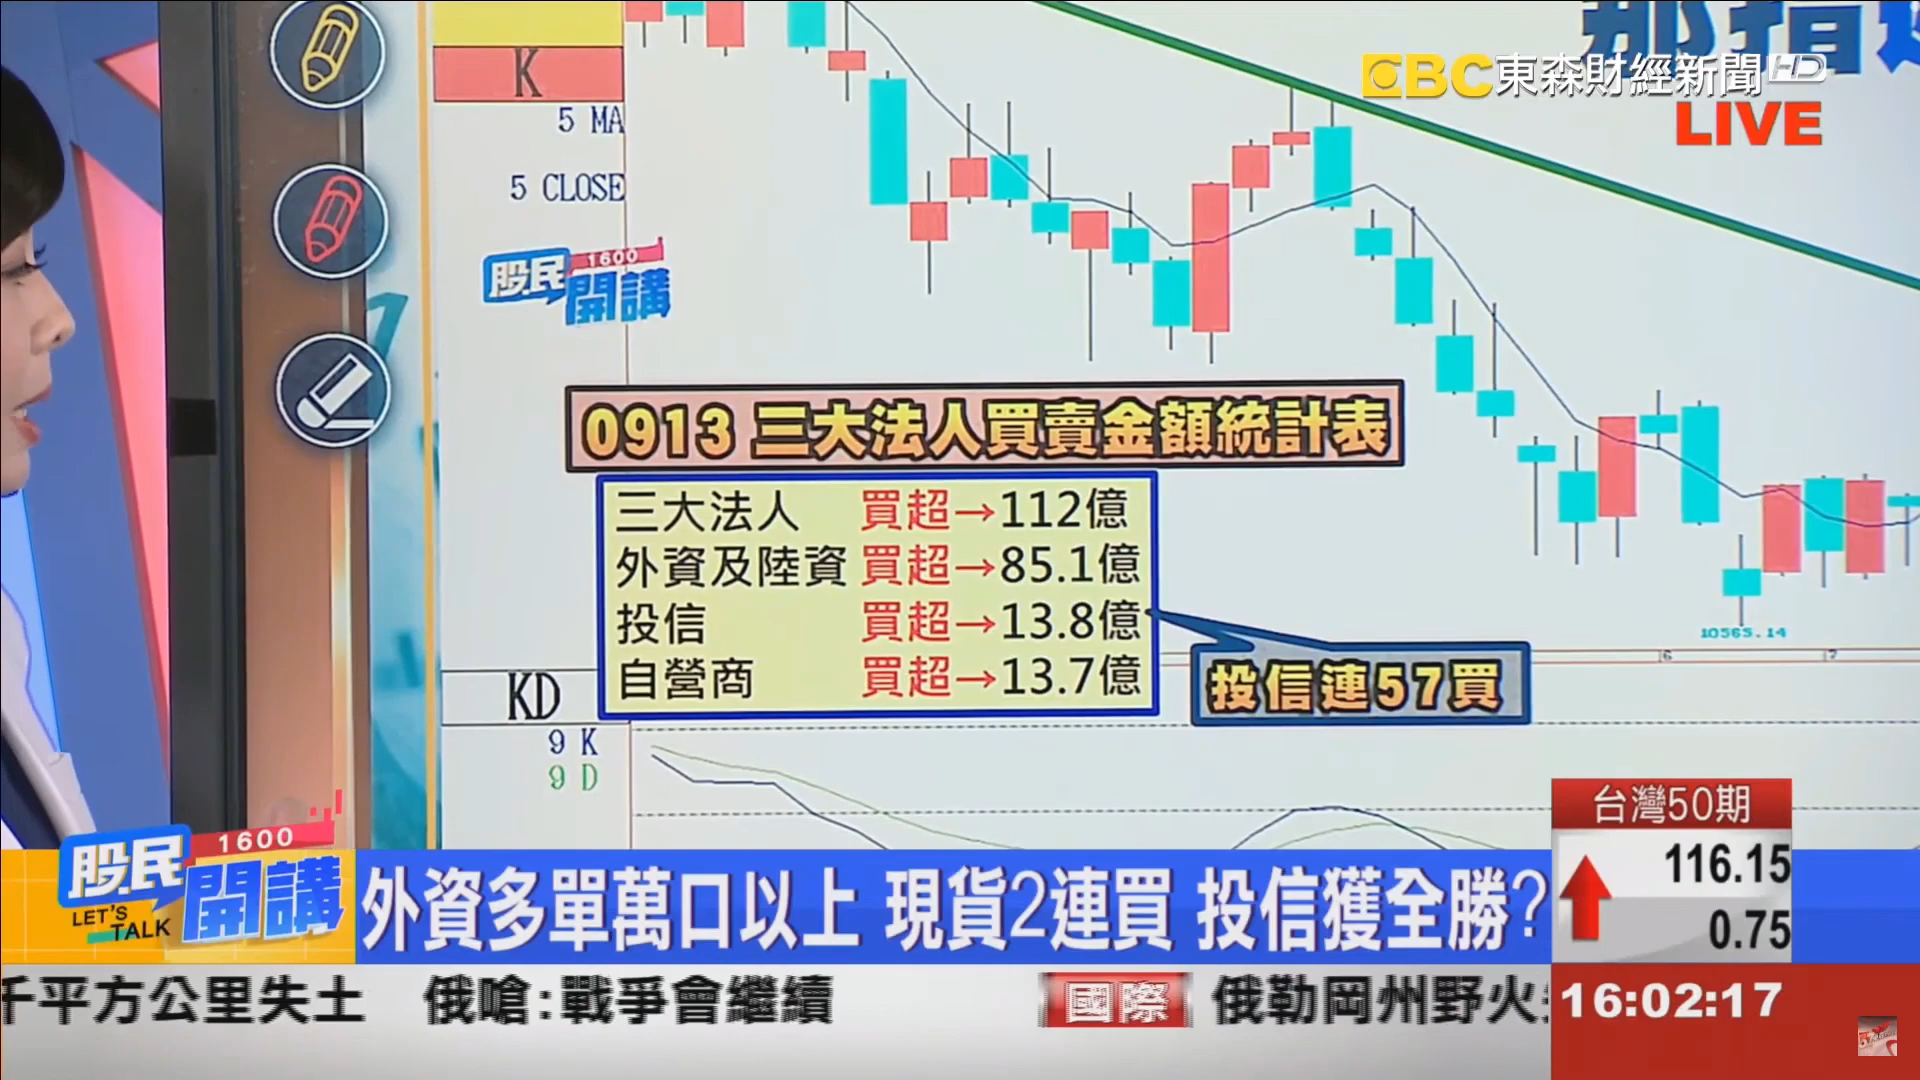 EBC 東森財經新聞 HD
LIVE
K
5 MA
5 CLOSE
股民 1600
開講
0913 三大法人買賣金額統計表
三大法人 買超→112億
外資及陸資 買超→85.1億
投信 買超→13.8億
自營商 買超→13.7億
投信連57買
10565.14
6 7
KD
9 K
9 D
台灣50期
116.15
0.75
股民 1600
開講
LET'S TALK
外資多單萬口以上 現貨2連買 投信獲全勝?
千平方公里失土 俄嗆:戰爭會繼續 國際 俄勒岡州野火
16:02:17